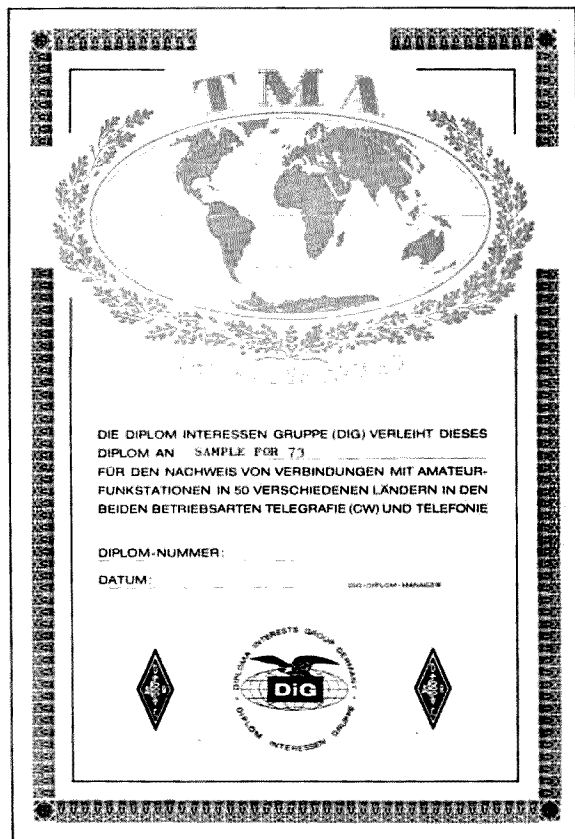 TMA
DIE DIPLOM INTERESSEN GRUPPE (DIG) VERLEIHT DIESES
DIPLOM AN SAMPLE FOR 73
FÜR DEN NACHWEIS VON VERBINDUNGEN MIT AMATEUR-
FUNKSTATIONEN IN 50 VERSCHIEDENEN LÄNDERN IN DEN
BEIDEN BETRIEBSARTEN TELEGRAFIE (CW) UND TELEFONIE
DIPLOM-NUMMER:
DATUM:
DIG-DIPLOM-MANAGER
DIPLOMA INTERESTS GROUP GERMANY
DiG
DIPLOM INTERESSEN GRUPPE